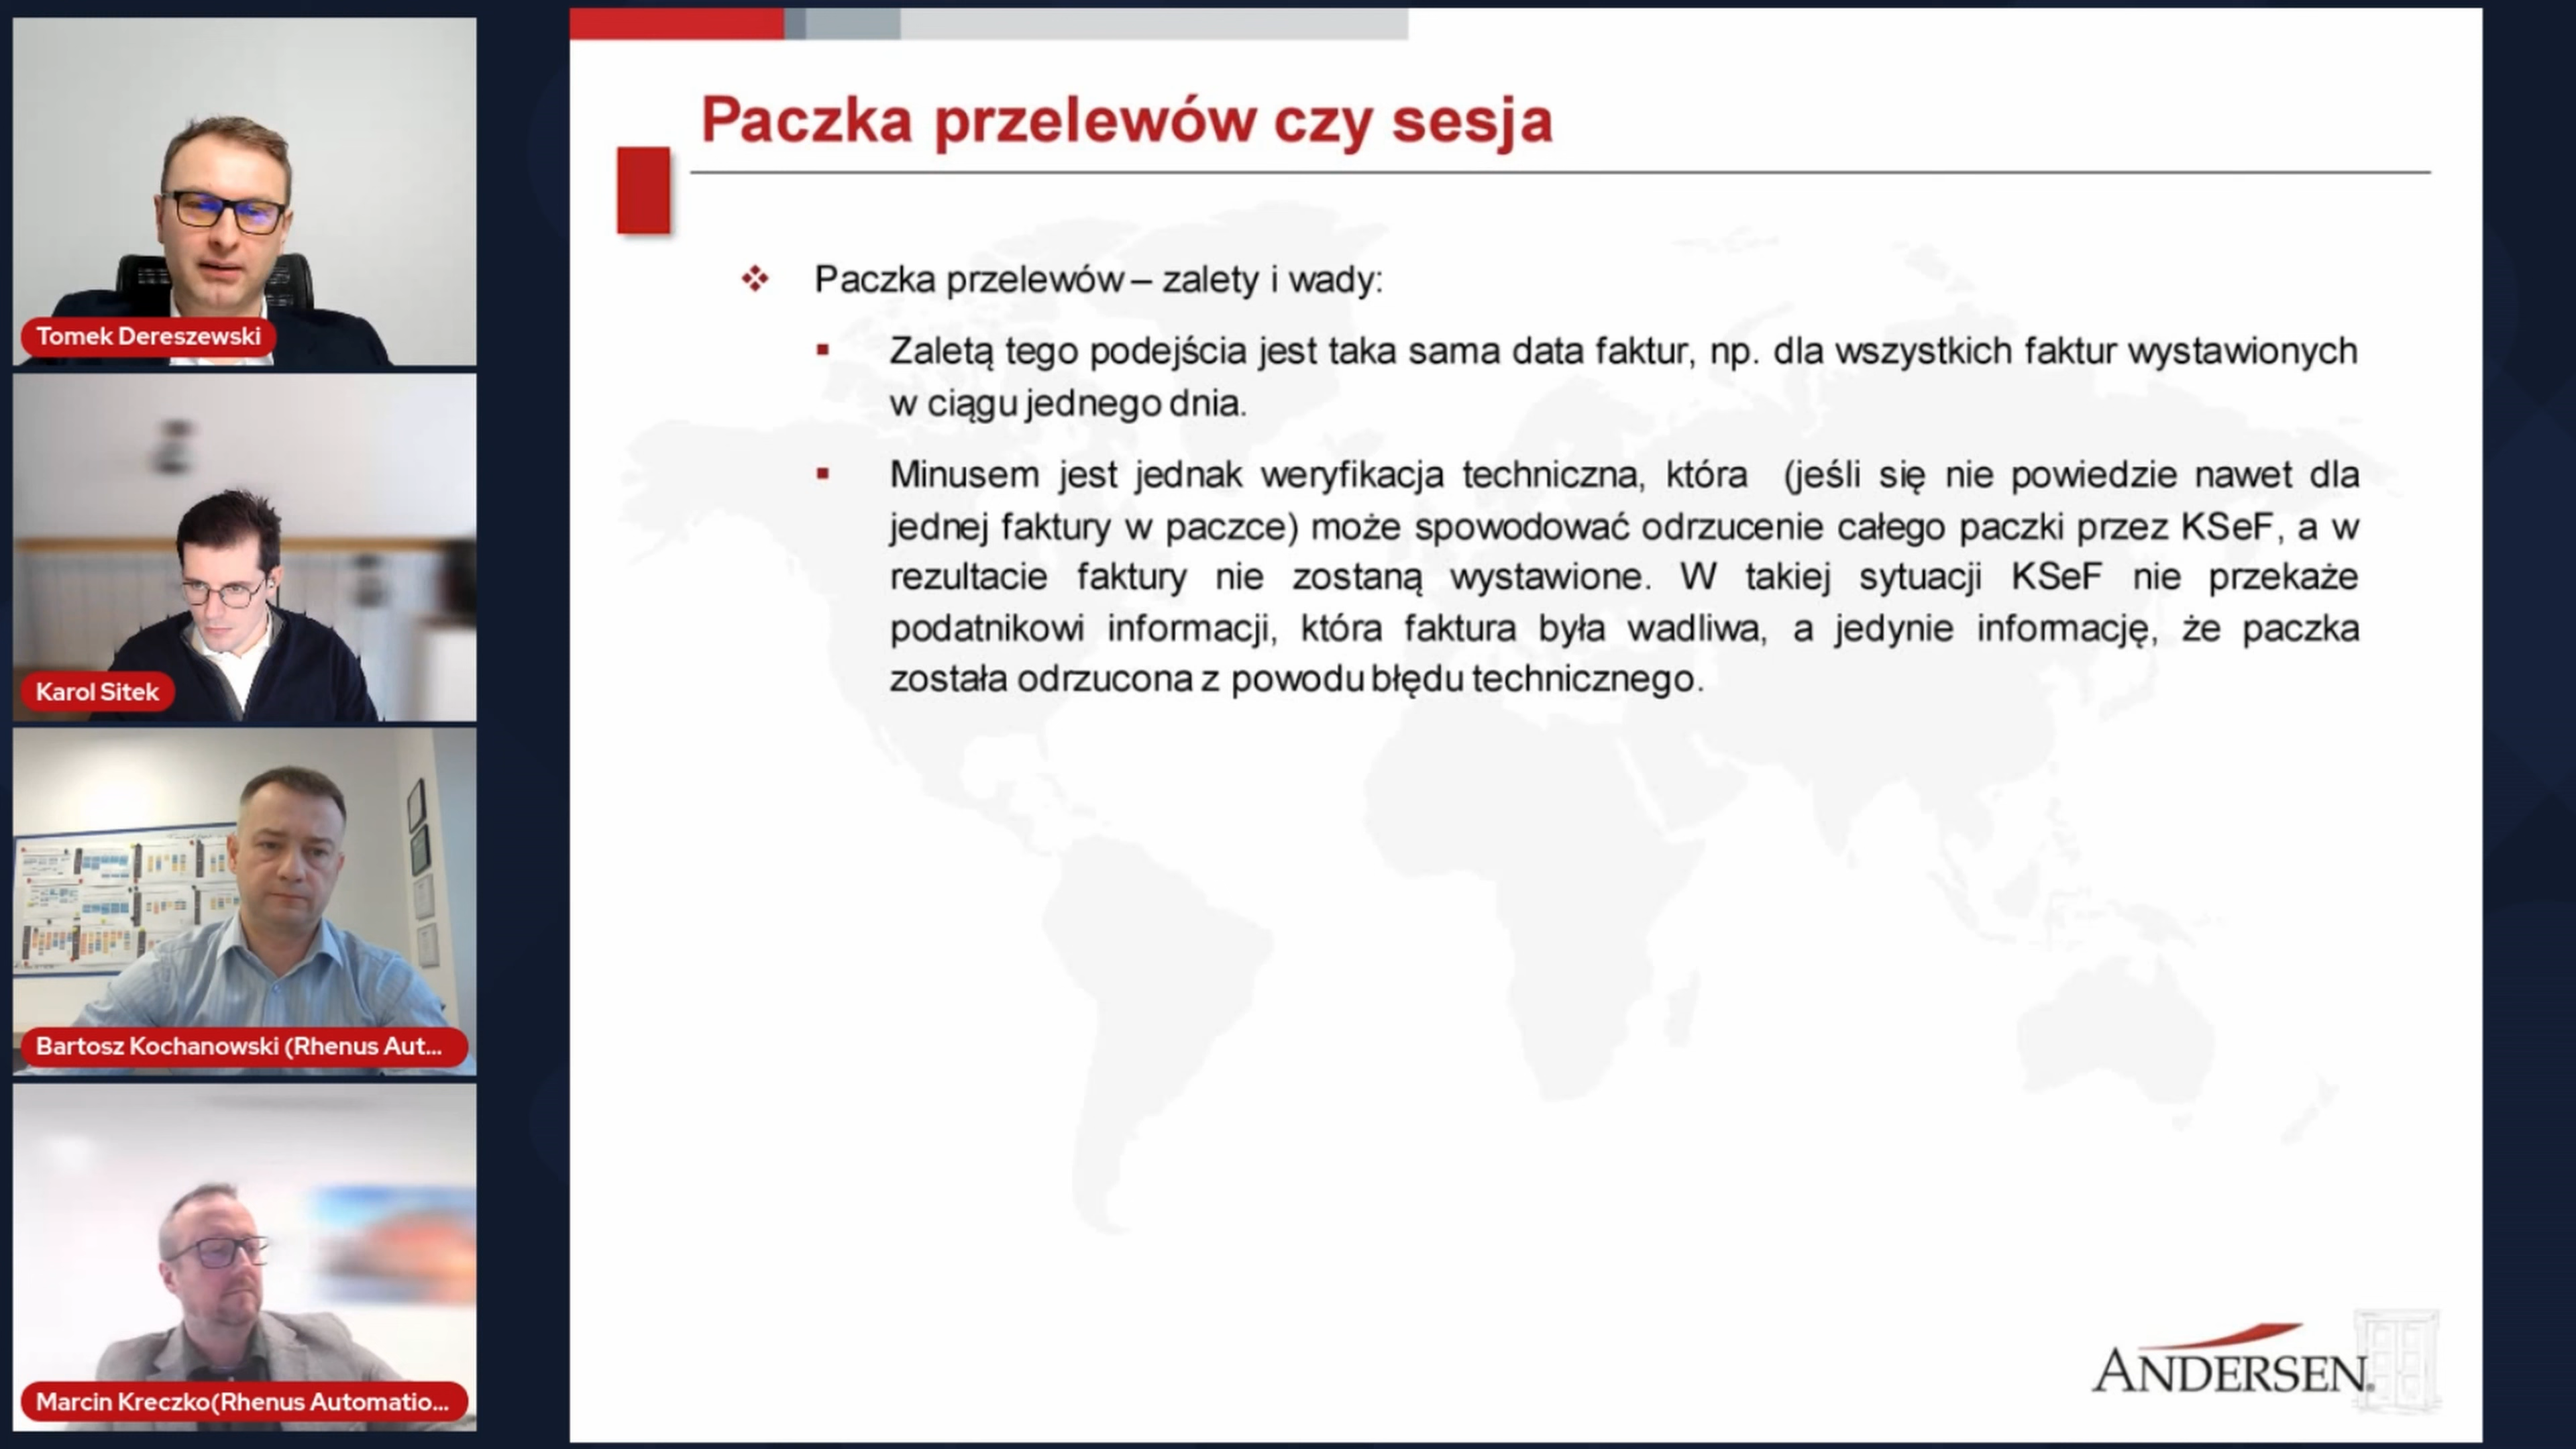 Paczka przelewów czy sesja
Paczka przelewów – zalety i wady:
Zaletą tego podejścia jest taka sama data faktur, np. dla wszystkich faktur wystawionych
w ciągu jednego dnia.
Minusem jest jednak weryfikacja techniczna, która (jeśli się nie powiedzie nawet dla
jednej faktury w paczce) może spowodować odrzucenie całego paczki przez KSeF, a w
rezultacie faktury nie zostaną wystawione. W takiej sytuacji KSeF nie przekaże
podatnikowi informacji, która faktura była wadliwa, a jedynie informację, że paczka
została odrzucona z powodu błędu technicznego.
Tomek Dereszewski
Karol Sitek
Bartosz Kochanowski (Rhenus Aut...
Marcin Kreczko(Rhenus Automatio...
ANDERSEN.